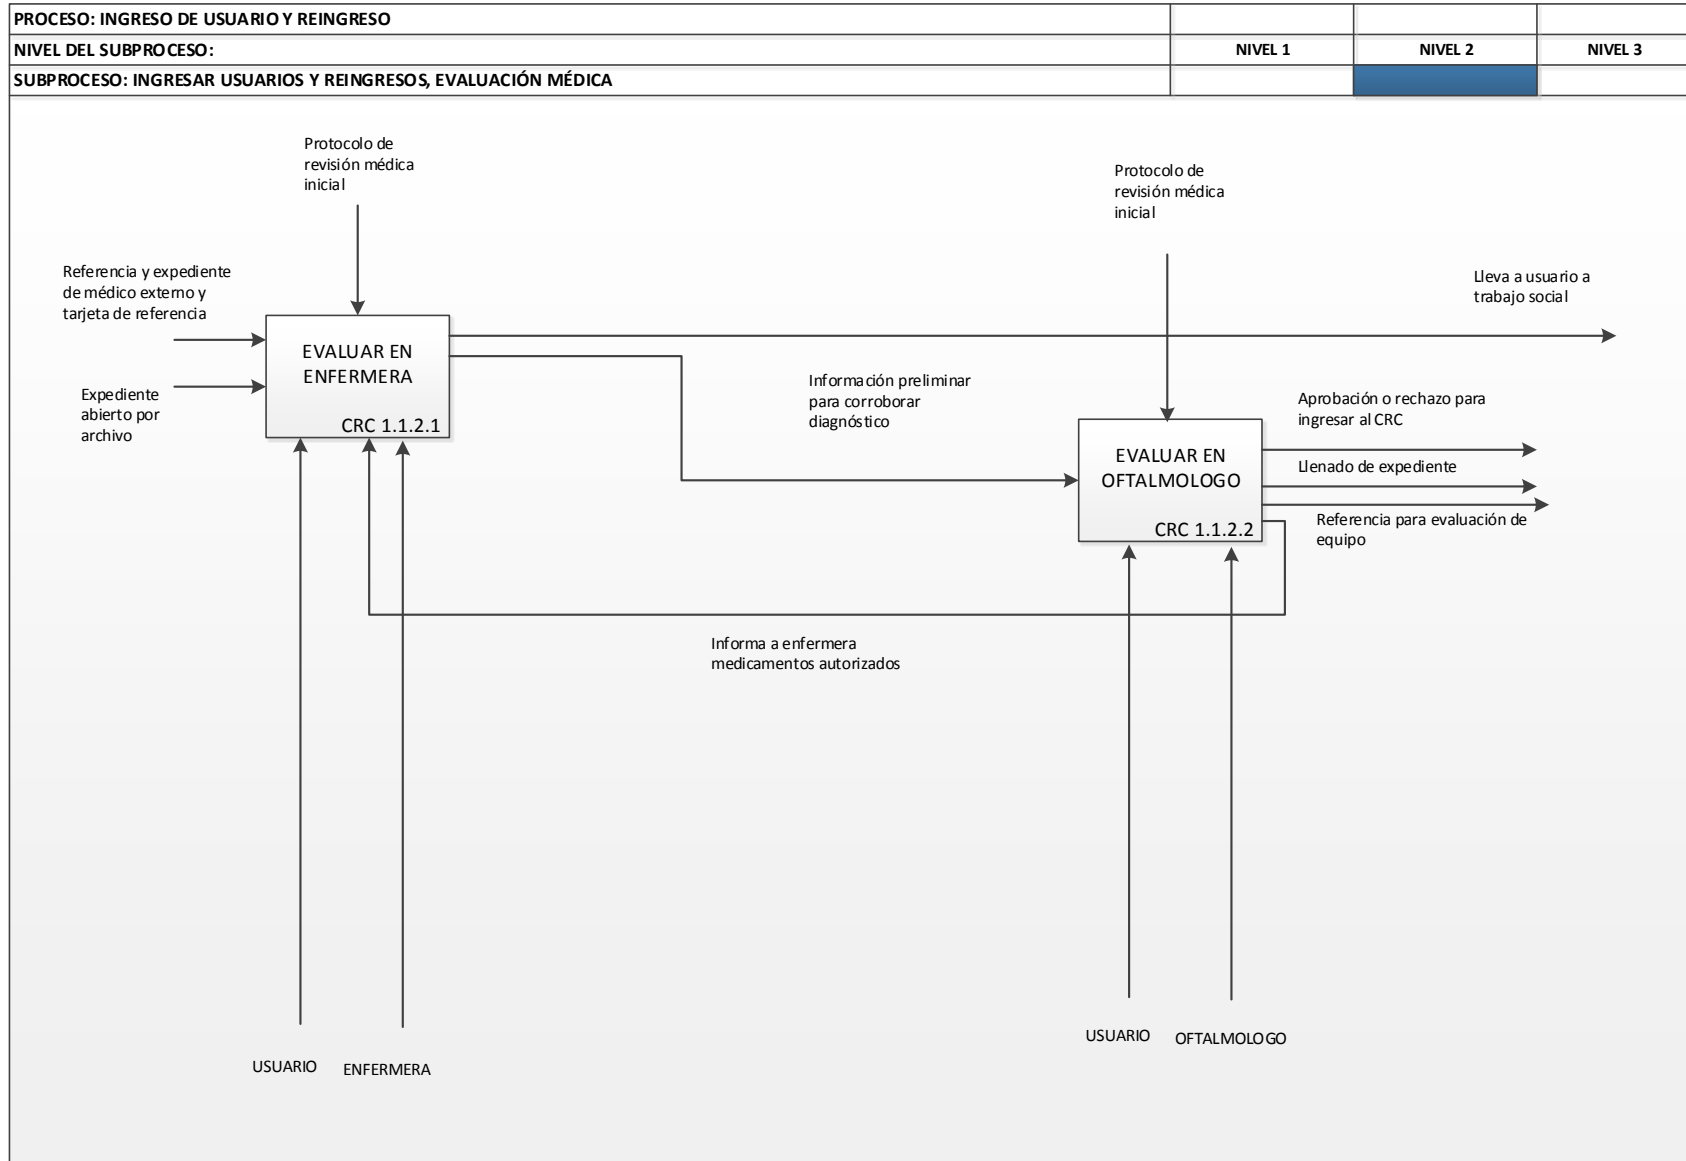 PROCESO: INGRESO DE USUARIO Y REINGRESO
NIVEL DEL SUBPROCESO:
NIVEL 1
NIVEL 2
NIVEL 3
SUBPROCESO: INGRESAR USUARIOS Y REINGRESOS, EVALUACIÓN MÉDICA
Protocolo de
revisión médica
inicial
Protocolo de
revisión médica
inicial
Referencia y expediente
de médico externo y
tarjeta de referencia
Lleva a usuario a
trabajo social
EVALUAR EN
ENFERMERA
CRC 1.1.2.1
Expediente
abierto por
archivo
Información preliminar
para corroborar
diagnóstico
Aprobación o rechazo para
ingresar al CRC
EVALUAR EN
OFTALMOLOGO
CRC 1.1.2.2
Llenado de expediente
Referencia para evaluación de
equipo
Informa a enfermera
medicamentos autorizados
USUARIO
ENFERMERA
USUARIO
OFTALMOLOGO